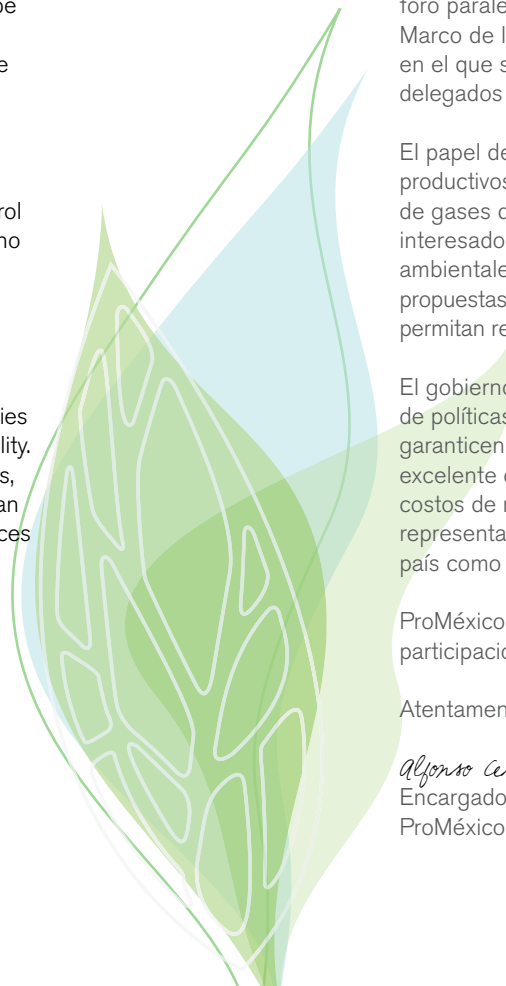 e
rol
no
ies
lity.
s,
an
ces
foro parale
Marco de l
en el que s
delegados
El papel de
productivos
de gases d
interesado
ambientale
propuestas
permitan re
El gobierno
de políticas
garanticen
excelente
costos de
representa
país como
ProMéxico
participacio
Atentamen
Alfonso Ce
Encargado
ProMéxico